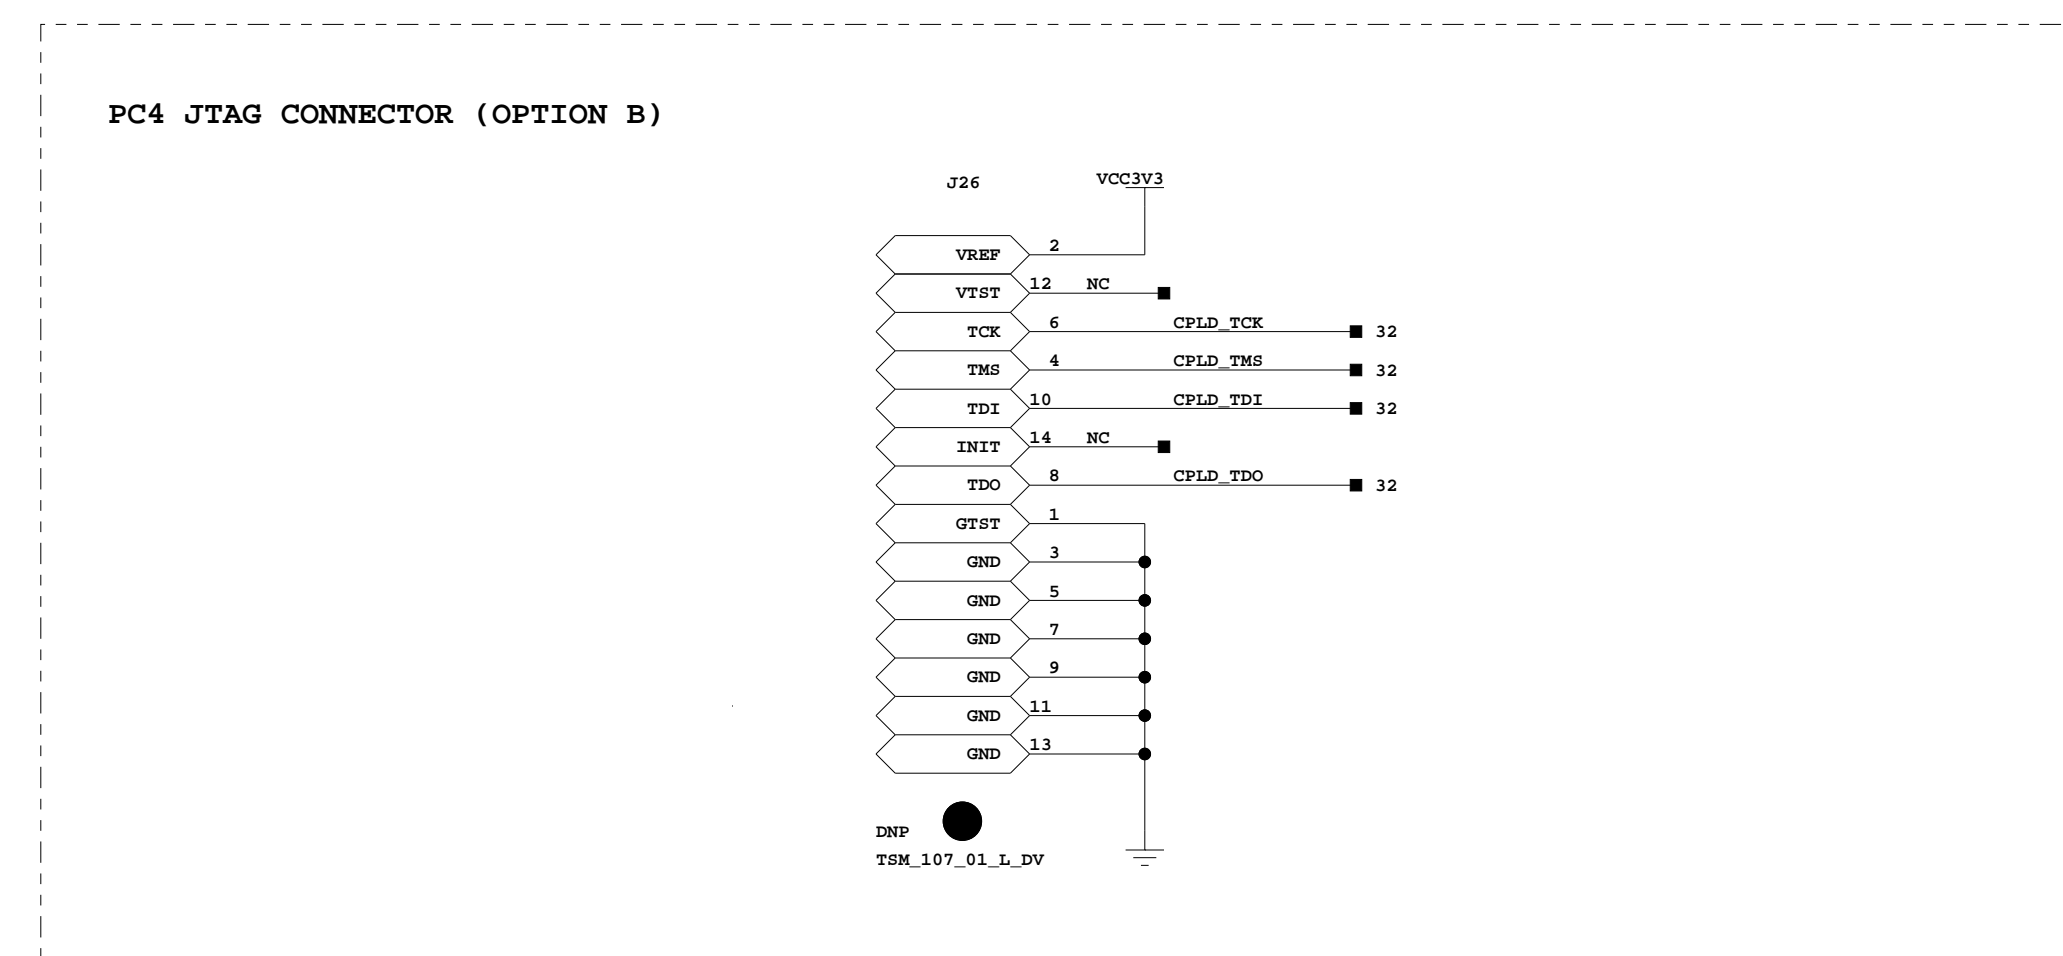 PC4 JTAG CONNECTOR (OPTION B)
J26 VCC3V3
VREF 2
VTST 12 NC
TCK 6 CPLD_TCK 32
TMS 4 CPLD_TMS 32
TDI 10 CPLD_TDI 32
INIT 14 NC
TDO 8 CPLD_TDO 32
GTST 1
GND 3
GND 5
GND 7
GND 9
GND 11
GND 13
DNP
TSM_107_01_L_DV